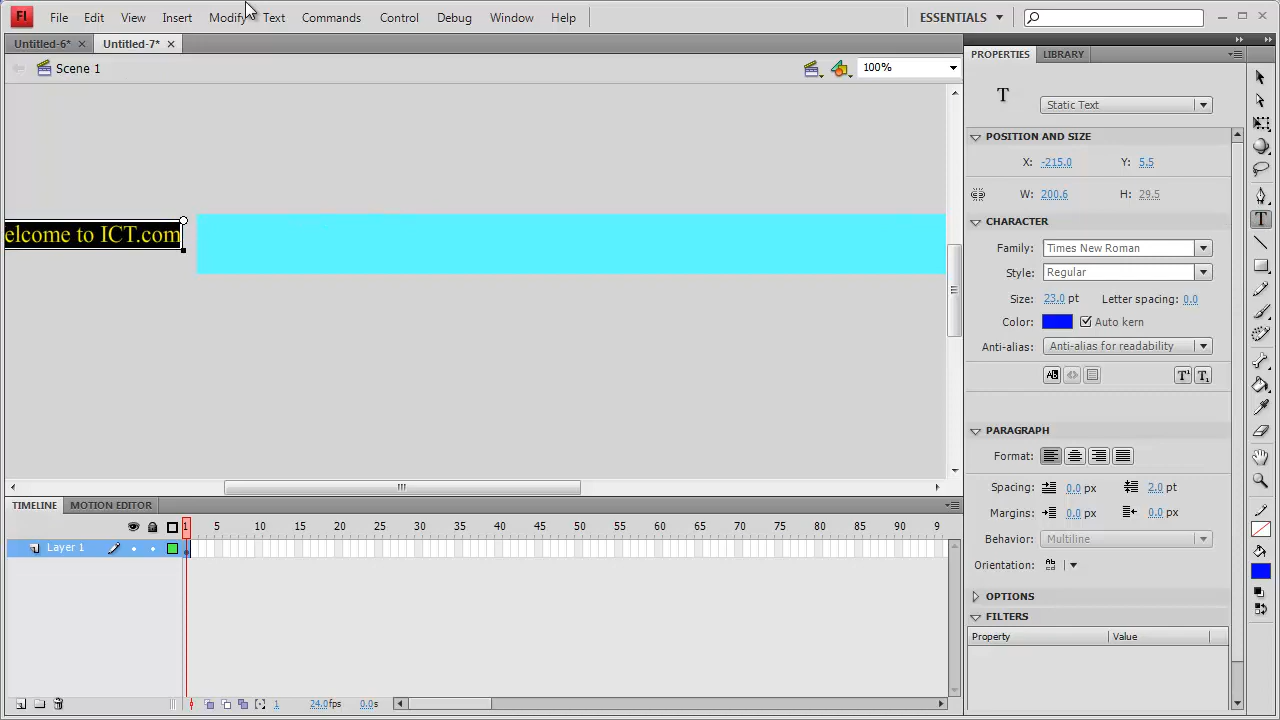 Fl File Edit View Insert Modify Text Commands Control Debug Window Help ESSENTIALS
Untitled-6* Untitled-7*
Scene 1 100%
PROPERTIES LIBRARY
T Static Text
POSITION AND SIZE
X: -215.0 Y: 5.5
W: 200.6 H: 29.5
elcome to ICT.com
CHARACTER
Family: Times New Roman
Style: Regular
Size: 23.0 pt Letter spacing: 0.0
Color: Auto kern
Anti-alias: Anti-alias for readability
PARAGRAPH
Format:
Spacing: 0.0 px 2.0 pt
Margins: 0.0 px 0.0 px
Behavior: Multiline
Orientation:
OPTIONS
FILTERS
Property Value
TIMELINE MOTION EDITOR
1 5 10 15 20 25 30 35 40 45 50 55 60 65 70 75 80 85 90 9
Layer 1
1 24.0fps 0.0s